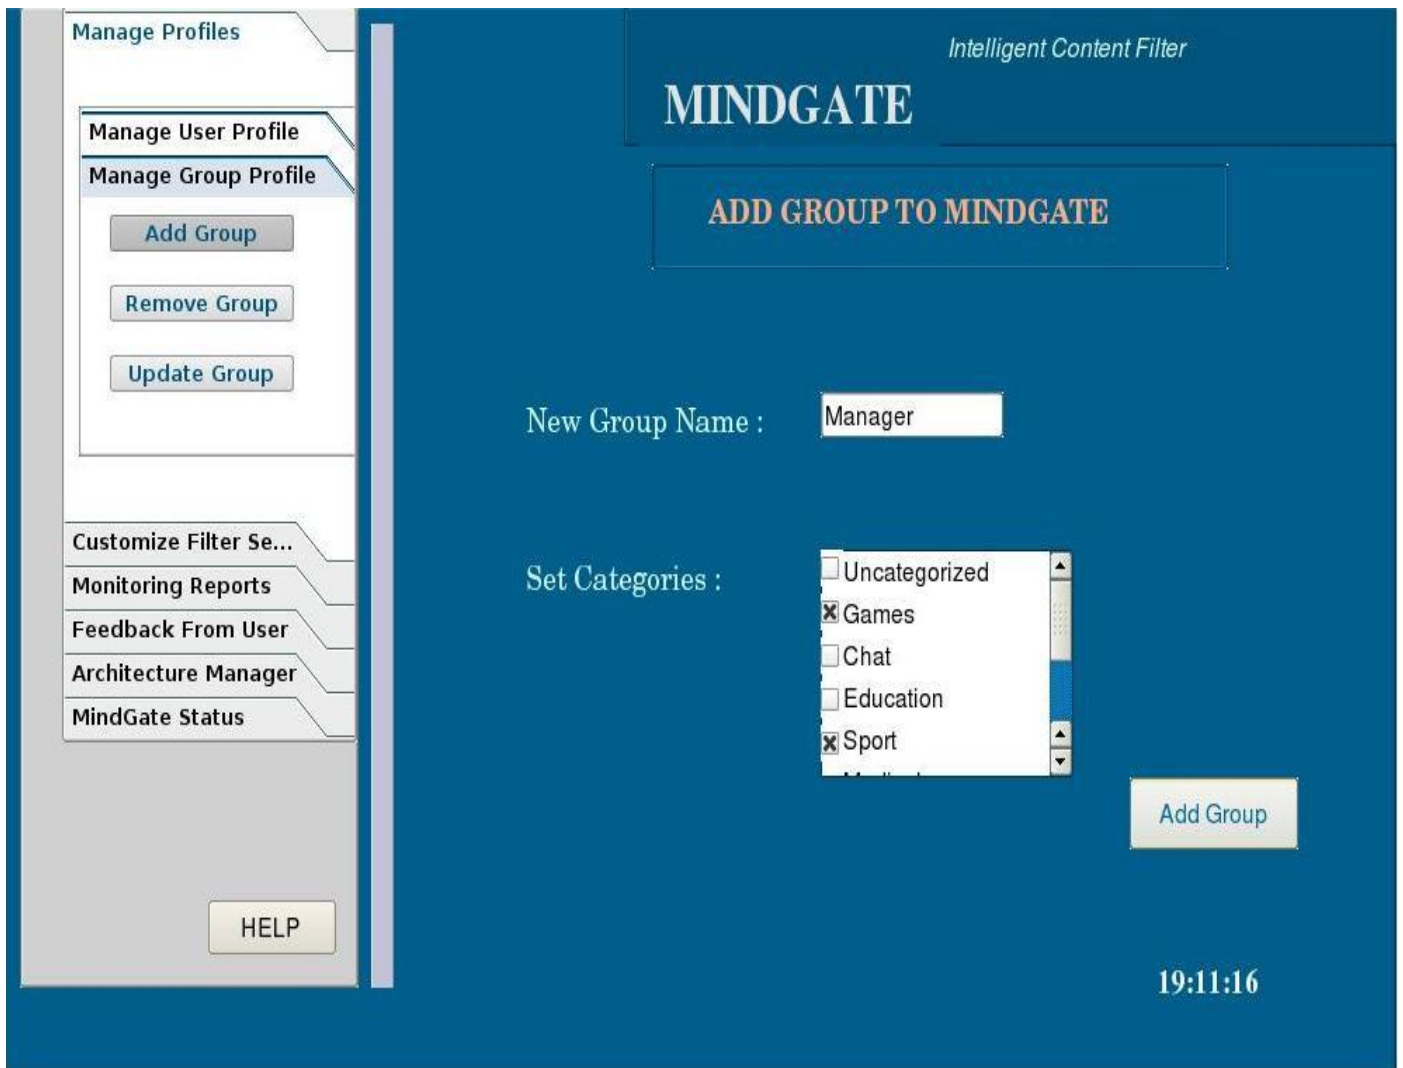 Manage Profiles
Manage User Profile
Manage Group Profile
Add Group
Remove Group
Update Group
Customize Filter Se...
Monitoring Reports
Feedback From User
Architecture Manager
MindGate Status
HELP
Intelligent Content Filter
MINDGATE
ADD GROUP TO MINDGATE
New Group Name :
Manager
Set Categories :
Uncategorized
Games
Chat
Education
Sport
Add Group
19:11:16